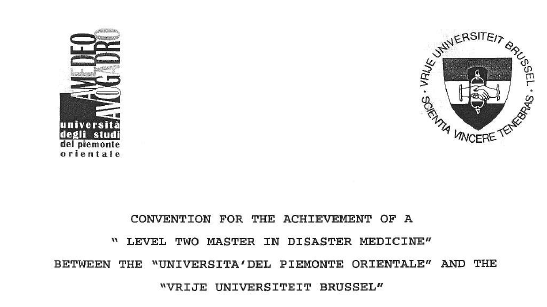 AMEDEO
AVOGADRO
università
degli studi
del piemonte
orientale
· VRIJE UNIVERSITEIT BRUSSEL ·
SCIENTIA VINCERE TENEBRAS
CONVENTION FOR THE ACHIEVEMENT OF A
“ LEVEL TWO MASTER IN DISASTER MEDICINE”
BETWEEN THE “UNIVERSITA’DEL PIEMONTE ORIENTALE” AND THE
“VRIJE UNIVERSITEIT BRUSSEL”